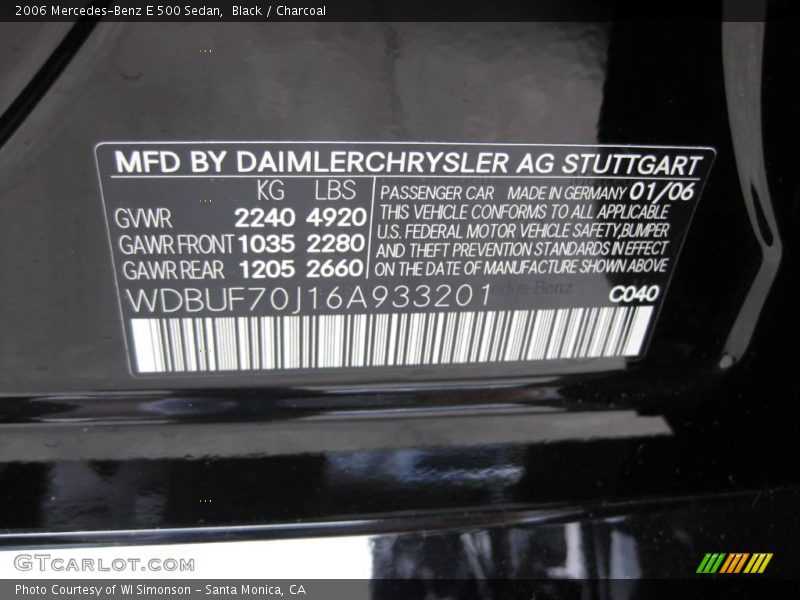 2006 Mercedes-Benz E 500 Sedan, Black / Charcoal
MFD BY DAIMLERCHRYSLER AG STUTTGART
KG LBS
GVWR 2240 4920
GAWR FRONT 1035 2280
GAWR REAR 1205 2660
PASSENGER CAR MADE IN GERMANY 01/06
THIS VEHICLE CONFORMS TO ALL APPLICABLE
U.S. FEDERAL MOTOR VEHICLE SAFETY,BUMPER
AND THEFT PREVENTION STANDARDS IN EFFECT
ON THE DATE OF MANUFACTURE SHOWN ABOVE
WDBUF70J16A933201 C040
GTCARLOT.COM
Photo Courtesy of WI Simonson - Santa Monica, CA